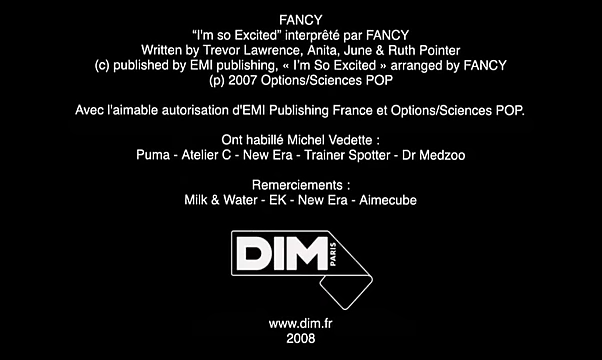 FANCY
“I'm so Excited” interprêté par FANCY
Written by Trevor Lawrence, Anita, June & Ruth Pointer
(c) published by EMI publishing, « I'm So Excited » arranged by FANCY
(p) 2007 Options/Sciences POP
Avec l'aimable autorisation d'EMI Publishing France et Options/Sciences POP.
Ont habillé Michel Vedette :
Puma - Atelier C - New Era - Trainer Spotter - Dr Medzoo
Remerciements :
Milk & Water - EK - New Era - Aimecube
DIM
PARIS
www.dim.fr
2008